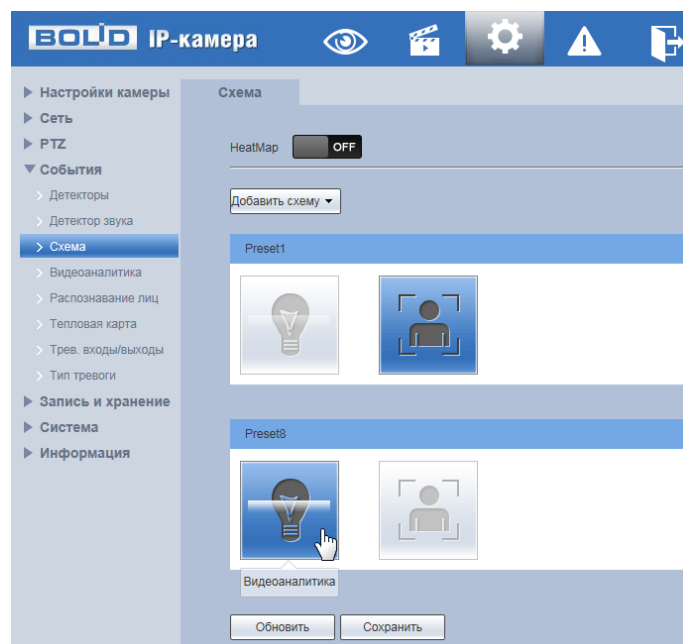 BOLID IP-камера
Настройки камеры
Сеть
PTZ
События
Детекторы
Детектор звука
Схема
Видеоаналитика
Распознавание лиц
Тепловая карта
Трев. входы/выходы
Тип тревоги
Запись и хранение
Система
Информация
Схема
HeatMap OFF
Добавить схему
Preset1
Preset8
Видеоаналитика
Обновить Сохранить